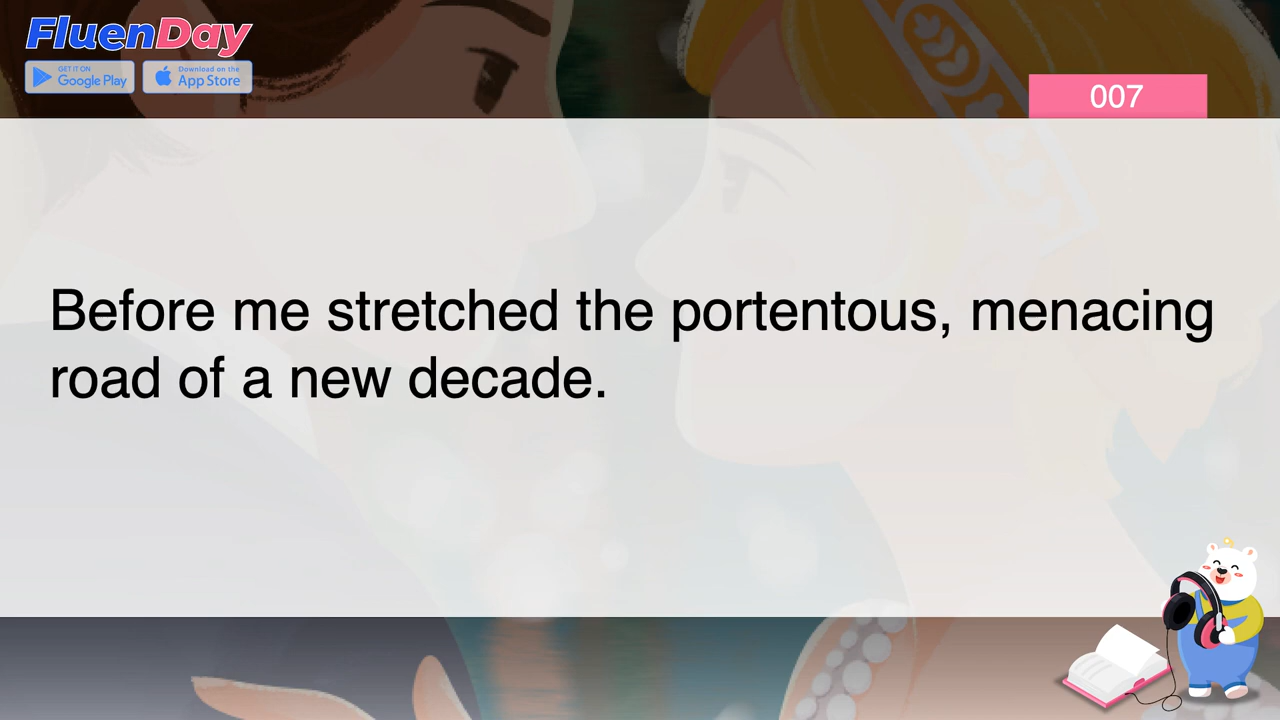 FluenDay
GET IT ON
Google Play
Download on the
App Store
007
Before me stretched the portentous, menacing
road of a new decade.